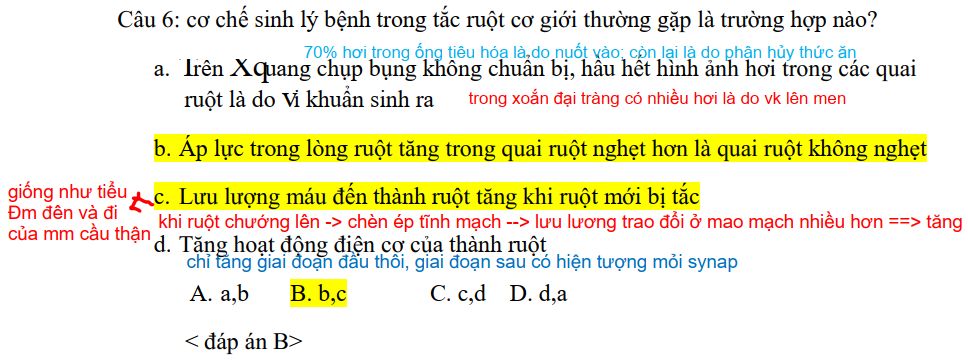 Câu 6: cơ chế sinh lý bệnh trong tắc ruột cơ giới thường gặp là trường hợp nào?
70% hơi trong ống tiêu hóa là do nuốt vào; còn lại là do phân hủy thức ăn
a. Trên Xquang chụp bụng không chuẩn bị, hầu hết hình ảnh hơi trong các quai
ruột là do Vi khuẩn sinh ra
trong xoắn đại tràng có nhiều hơi là do vk lên men
b. Áp lực trong lòng ruột tăng trong quai ruột nghẹt hơn là quai ruột không nghẹt
giống như tiểu
Đm đên và đi
của mm cầu thận
c. Lưu lượng máu đến thành ruột tăng khi ruột mới bị tắc
khi ruột chướng lên -> chèn ép tĩnh mạch --> lưu lương trao đổi ở mao mạch nhiều hơn ==> tăng
d. Tăng hoạt động điện cơ của thành ruột
chỉ tăng giai đoạn đầu thôi, giai đoạn sau có hiện tượng mỏi synap
A. a,b B. b,c C. c,d D. d,a
< đáp án B>